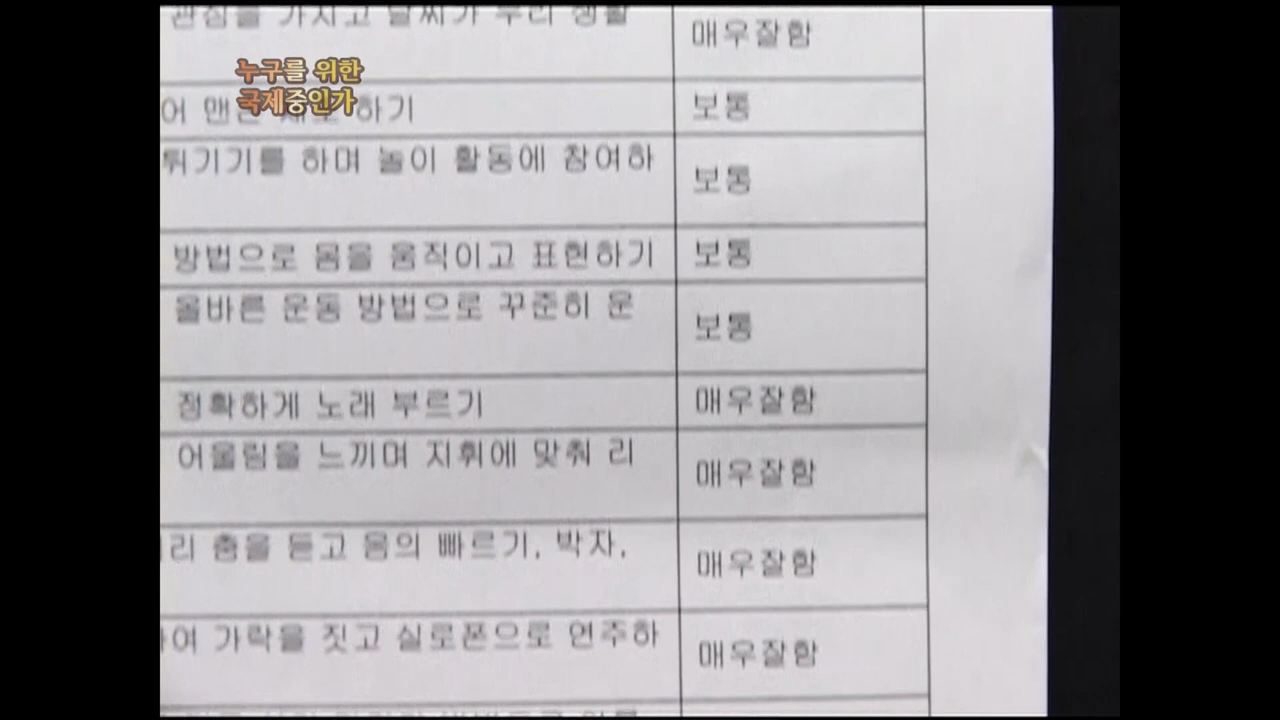 관심을 가지고 날씨가 우리 생활
매우잘함
누구를 위한
국제중인가
어 맨손 체조 하기
보통
튀기기를 하며 놀이 활동에 참여하
보통
방법으로 몸을 움직이고 표현하기
보통
올바른 운동 방법으로 꾸준히 운
보통
정확하게 노래 부르기
매우잘함
어울림을 느끼며 지휘에 맞춰 리
매우잘함
리 춤을 듣고 음의 빠르기, 박자,
매우잘함
하여 가락을 짓고 실로폰으로 연주하
매우잘함